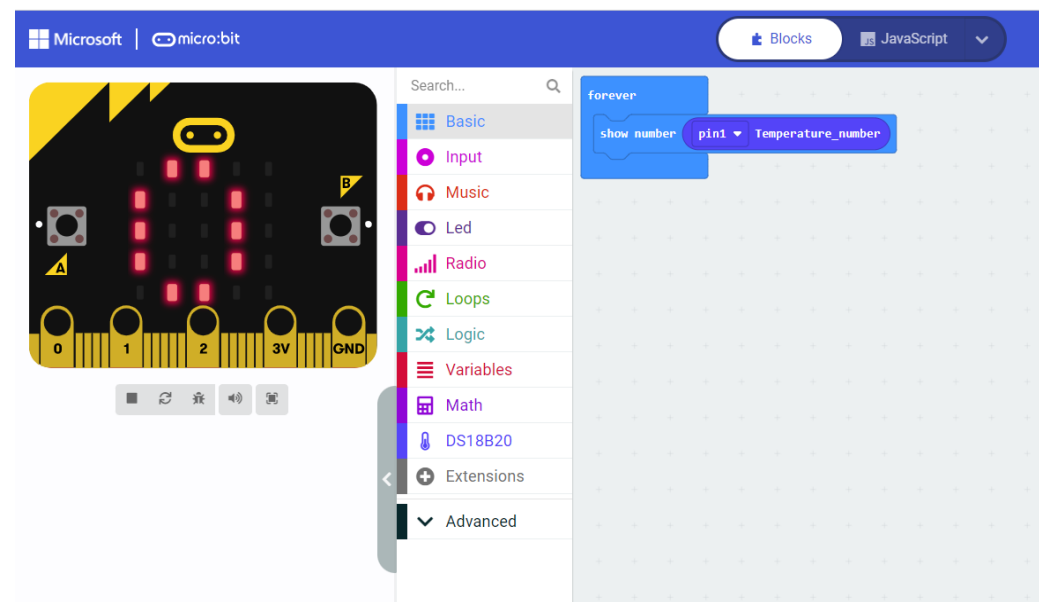 Microsoft micro:bit
Blocks
JS JavaScript
Search...
Basic
Input
Music
Led
Radio
Loops
Logic
Variables
Math
DS18B20
Extensions
Advanced
forever
show number pin1 Temperature_number
B
A
0 1 2 3V GND